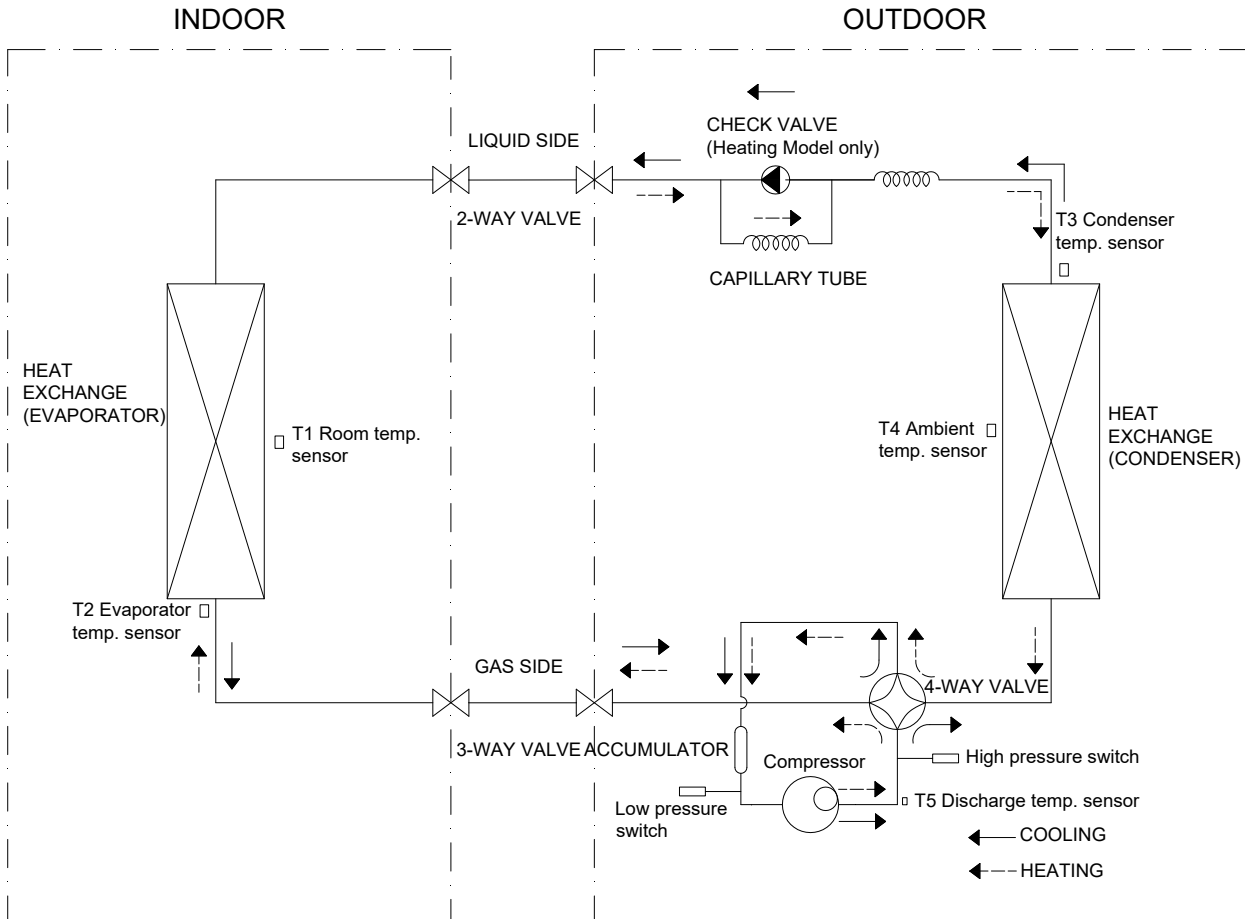 INDOOR
OUTDOOR
LIQUID SIDE
CHECK VALVE
(Heating Model only)
2-WAY VALVE
CAPILLARY TUBE
T3 Condenser
temp. sensor
HEAT
EXCHANGE
(EVAPORATOR)
T1 Room temp.
sensor
T4 Ambient
temp. sensor
HEAT
EXCHANGE
(CONDENSER)
T2 Evaporator
temp. sensor
GAS SIDE
4-WAY VALVE
3-WAY VALVE
ACCUMULATOR
Compressor
High pressure switch
Low pressure
switch
T5 Discharge temp. sensor
COOLING
HEATING